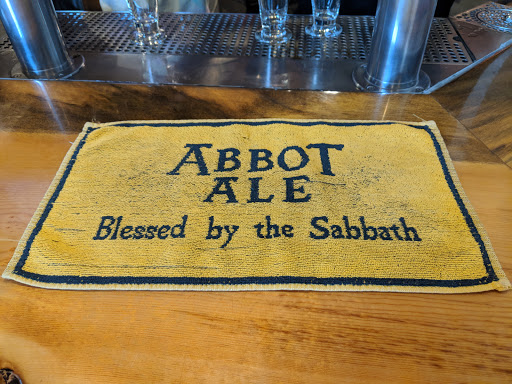 ABBOT
ALE
Blessed by the Sabbath